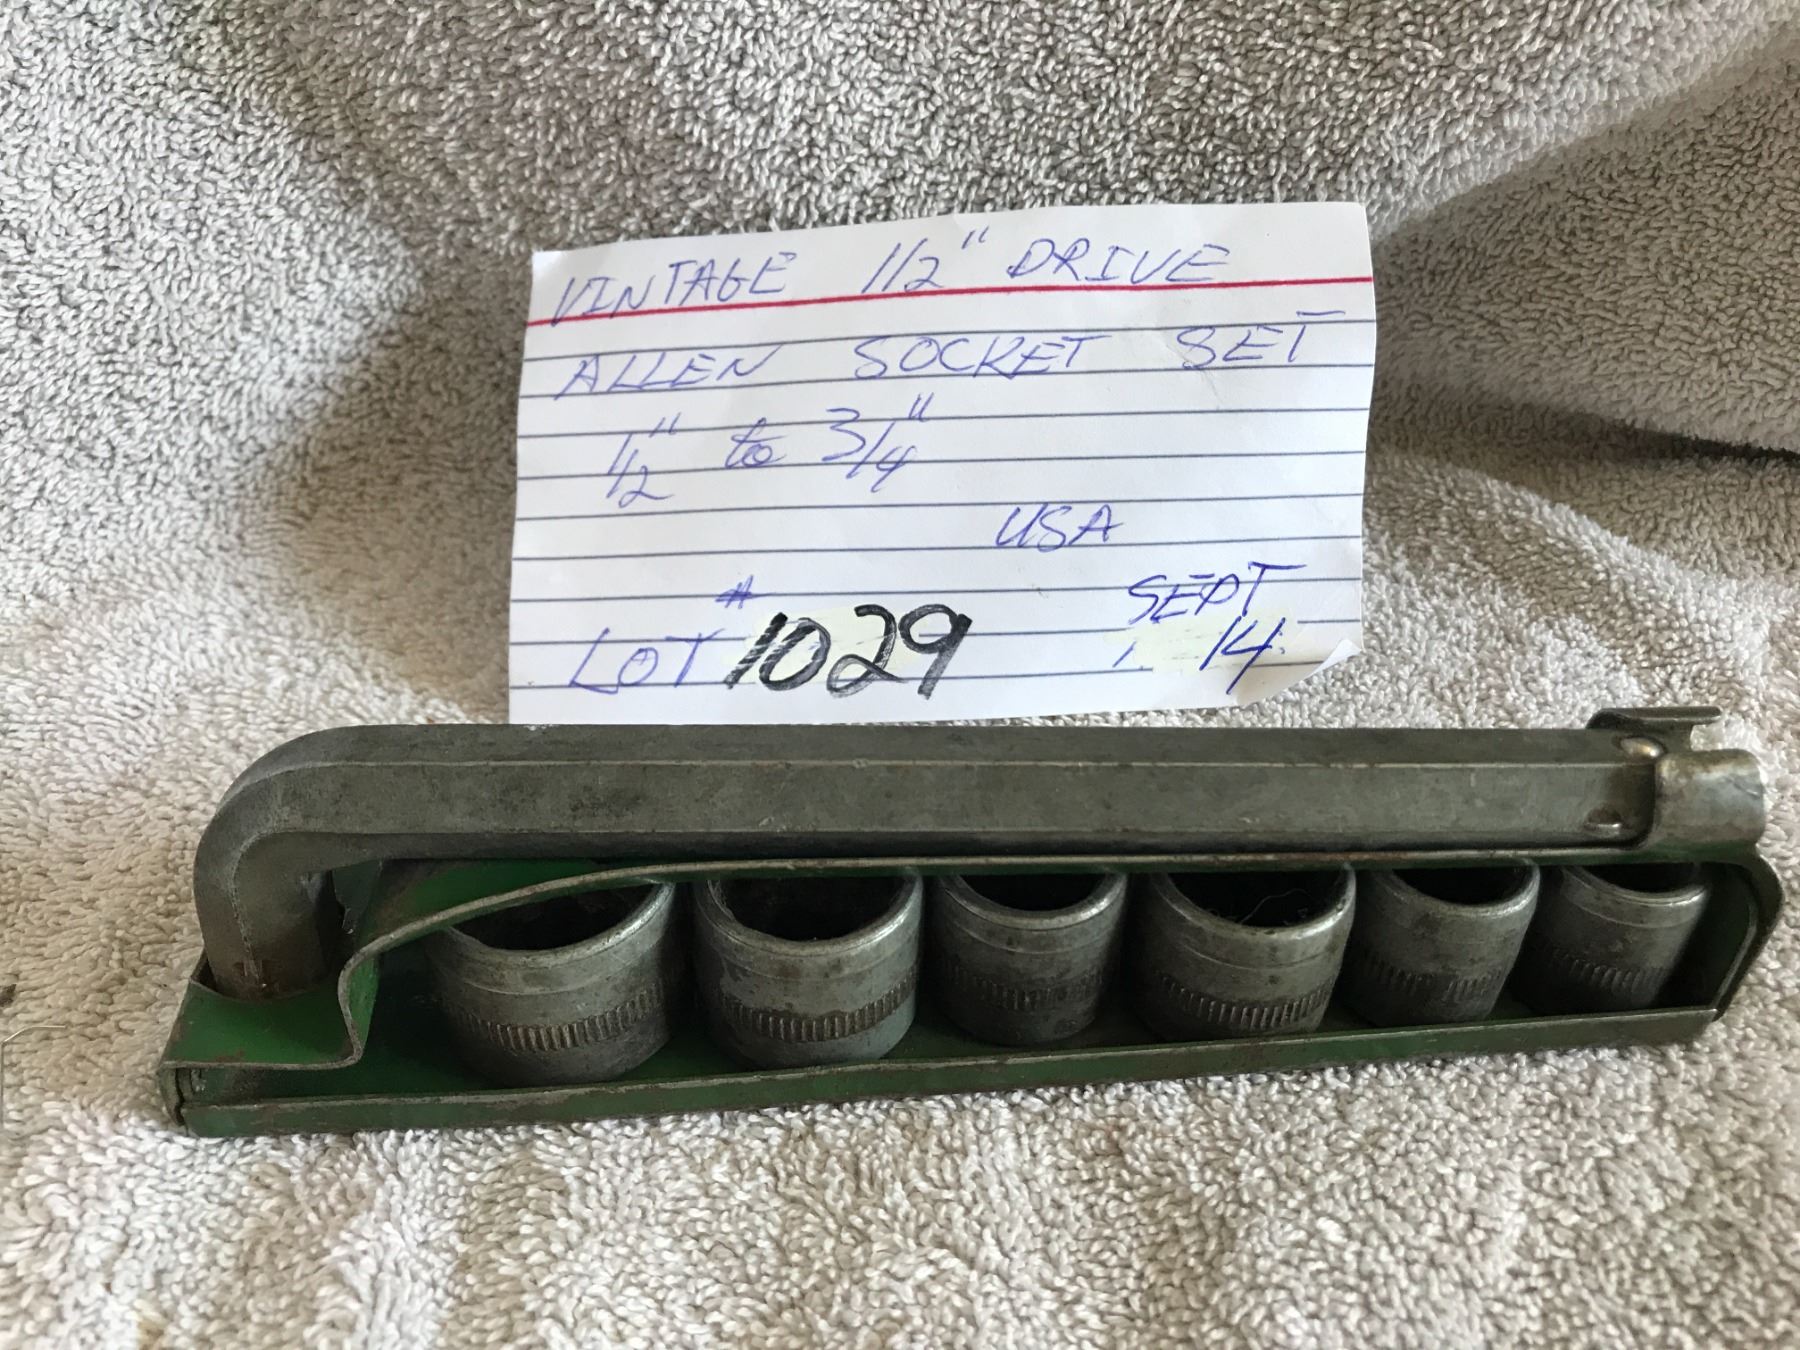 VINTAGE 1/2" DRIVE
ALLEN SOCKET SET
1/2" to 3/4"
USA
LOT # 1029
SEPT
14